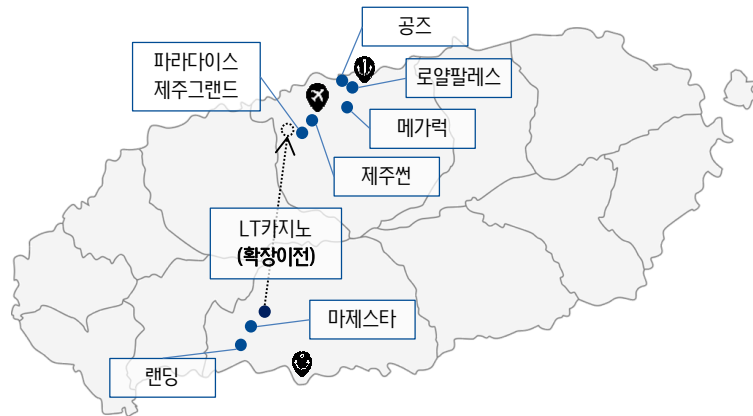 공즈
파라다이스
제주그랜드
로얄팔레스
메가럭
제주썬
LT카지노
(확장이전)
마제스타
랜딩